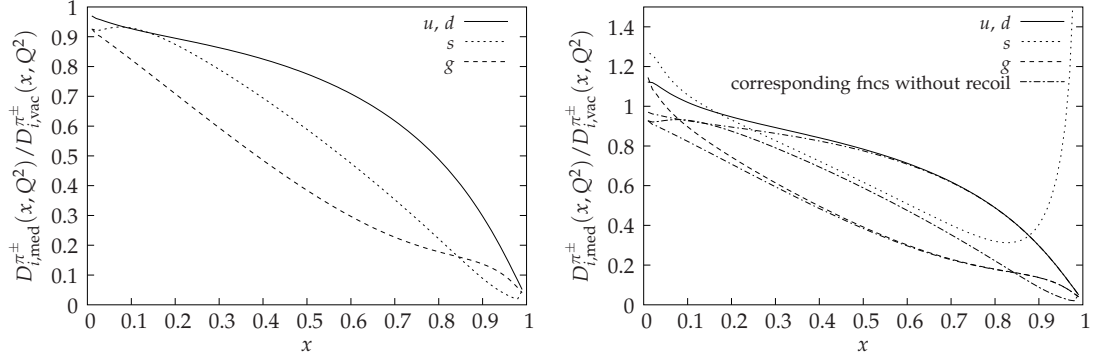 D_{i,med}^{π±}(x, Q²) / D_{i,vac}^{π±}(x, Q²)
1
0.9
0.8
0.7
0.6
0.5
0.4
0.3
0.2
0.1
0
u, d
s
g
0 0.1 0.2 0.3 0.4 0.5 0.6 0.7 0.8 0.9 1
x
D_{i,med}^{π±}(x, Q²) / D_{i,vac}^{π±}(x, Q²)
1.4
1.2
1
0.8
0.6
0.4
0.2
0
u, d
s
g
corresponding fncs without recoil
0 0.1 0.2 0.3 0.4 0.5 0.6 0.7 0.8 0.9 1
x